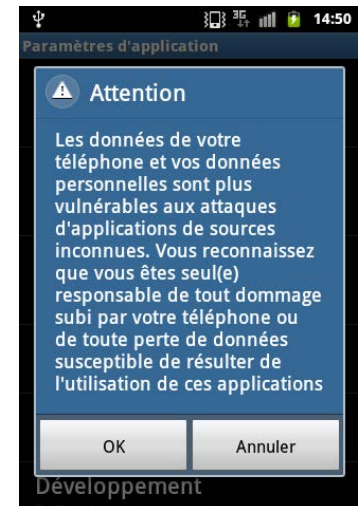 3G
14:50
Paramètres d'application
Attention
Les données de votre
téléphone et vos données
personnelles sont plus
vulnérables aux attaques
d'applications de sources
inconnues. Vous reconnaissez
que vous êtes seul(e)
responsable de tout dommage
subi par votre téléphone ou
de toute perte de données
susceptible de résulter de
l'utilisation de ces applications
OK
Annuler
Développement